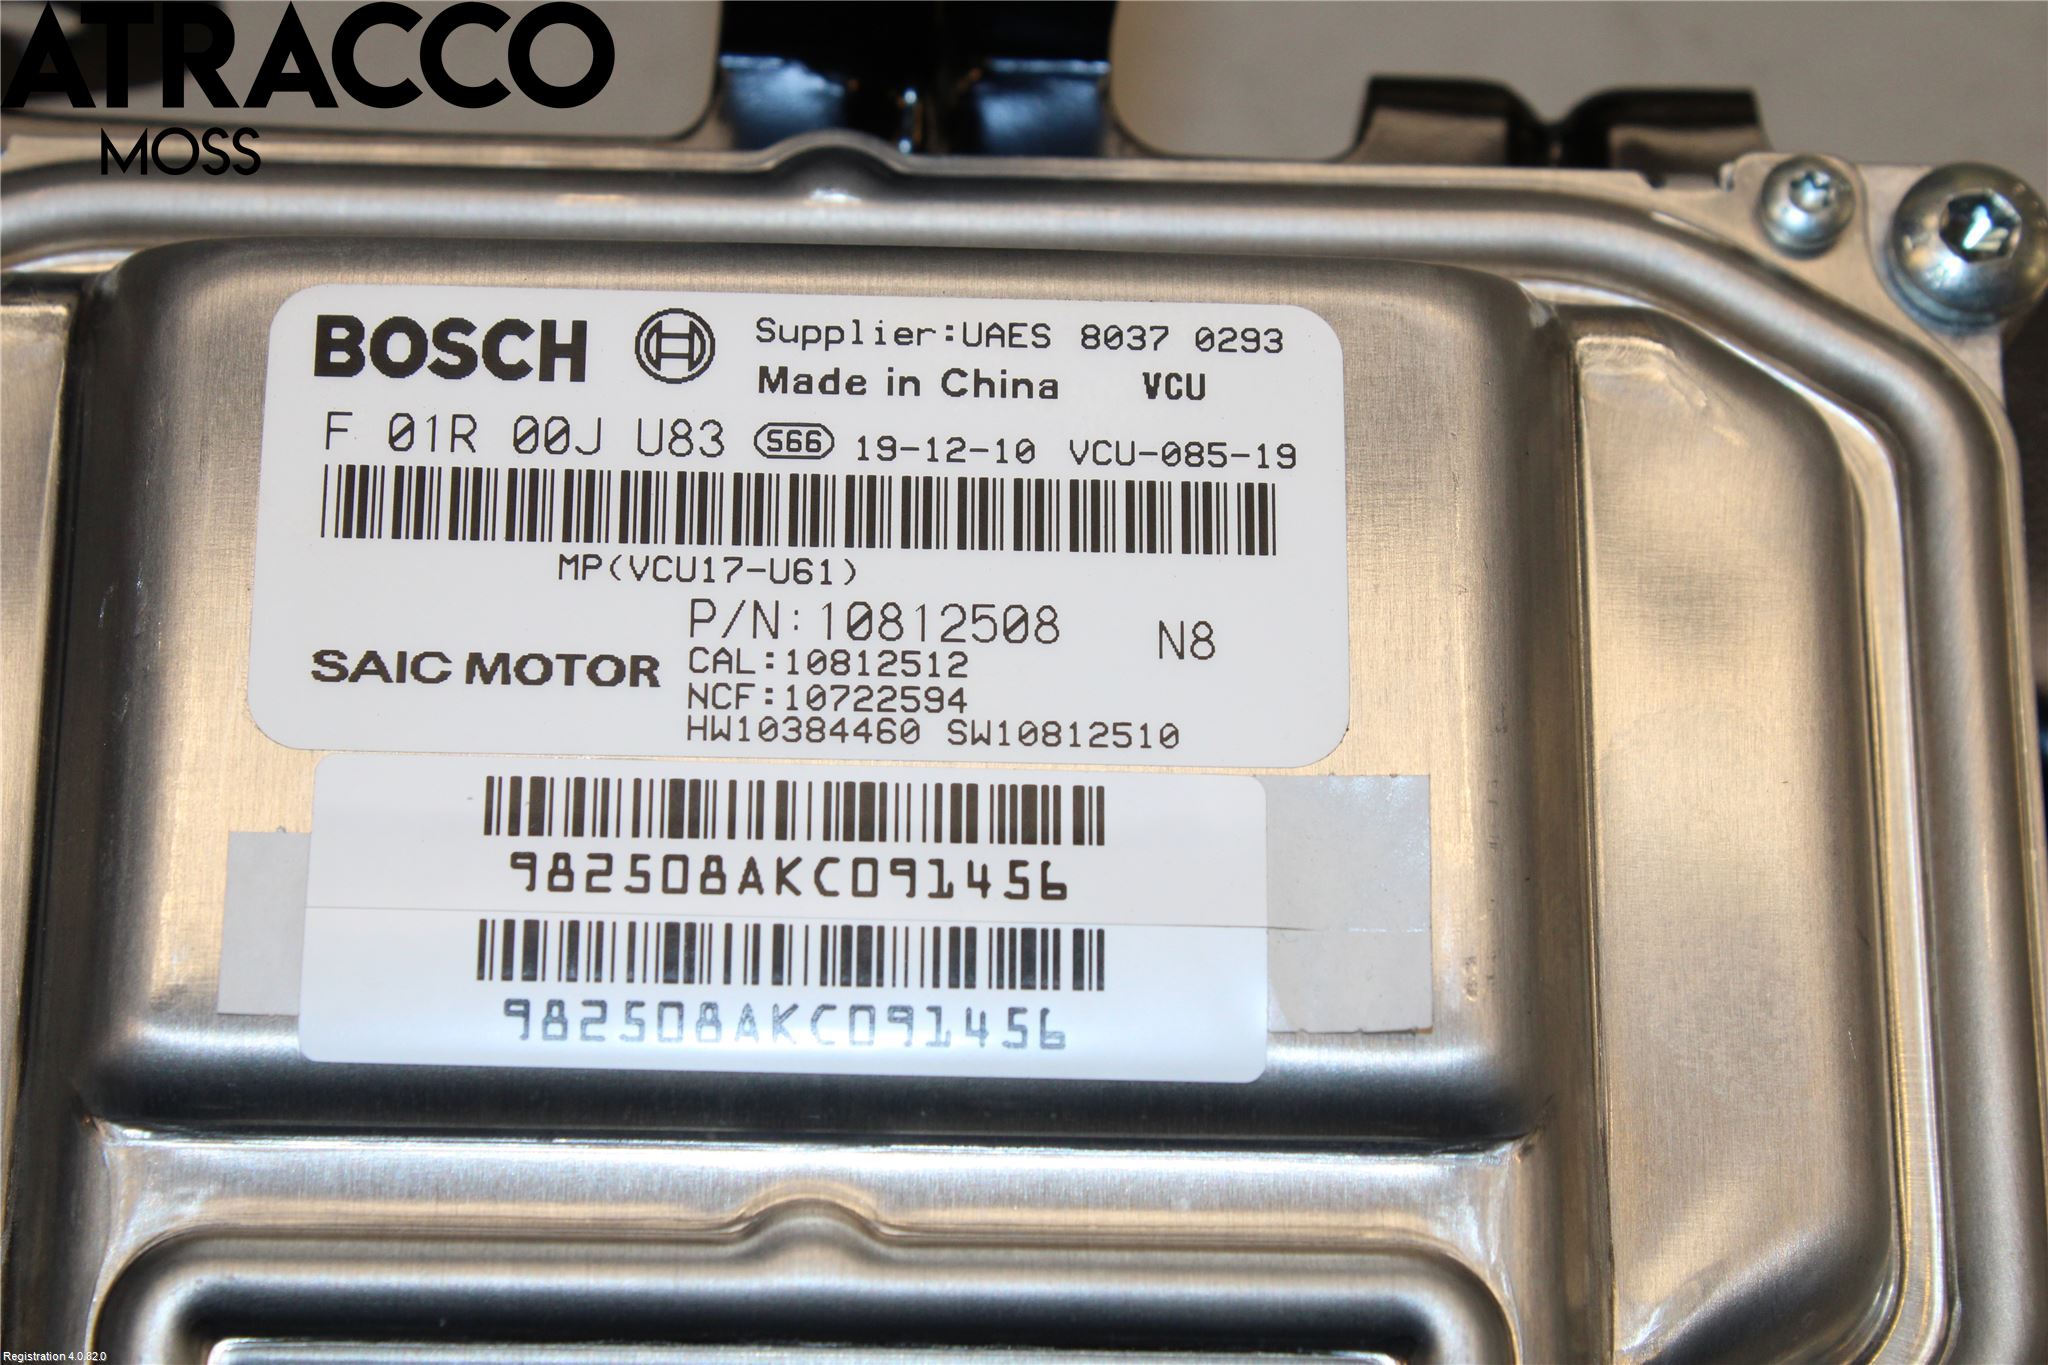 ATRACCO
MOSS
BOSCH Supplier:UAES 8037 0293
Made in China VCU
F 01R 00J U83 S66 19-12-10 VCU-085-19
MP(VCU17-U61)
P/N:10812508 N8
SAIC MOTOR CAL:10812512
NCF:10722594
HW10384460 SW10812510
982508AKC091456
982508AKC091456
Registration 4.0.82.0